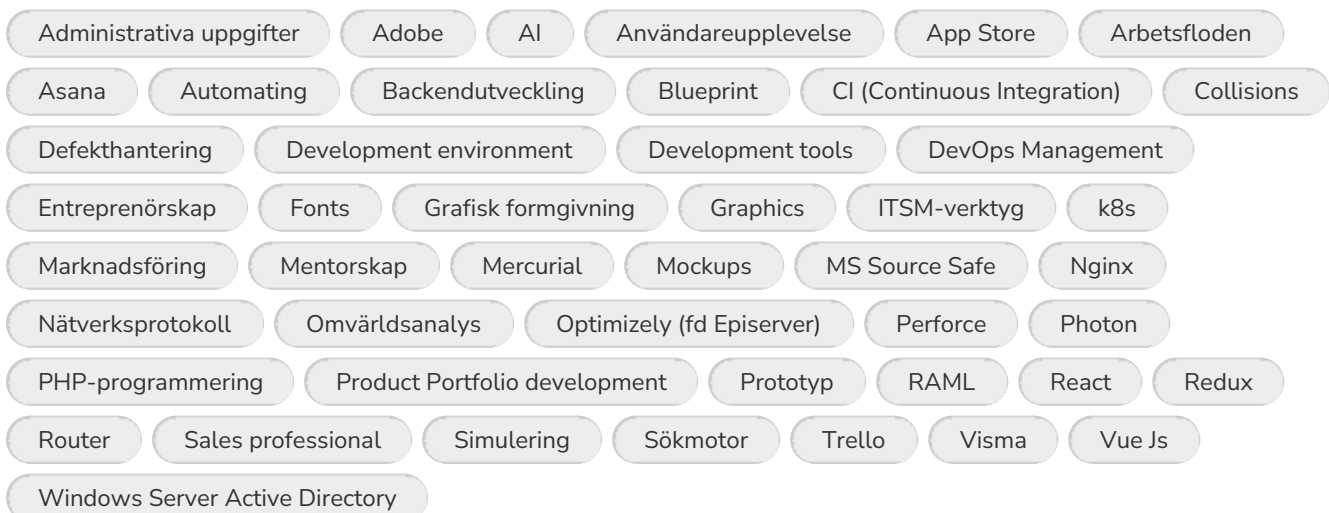 Administrativa uppgifter Adobe AI Användareupplevelse App Store Arbetsfloden
Asana Automating Backendutveckling Blueprint CI (Continuous Integration) Collisions
Defekthantering Development environment Development tools DevOps Management
Entreprenörskap Fonts Grafisk formgivning Graphics ITSM-verktyg k8s
Marknadsföring Mentorskap Mercurial Mockups MS Source Safe Nginx
Nätverksprotokoll Omvärldsanalys Optimizely (fd Episerver) Perforce Photon
PHP-programmering Product Portfolio development Prototyp RAML React Redux
Router Sales professional Simulering Sökmotor Trello Visma Vue Js
Windows Server Active Directory